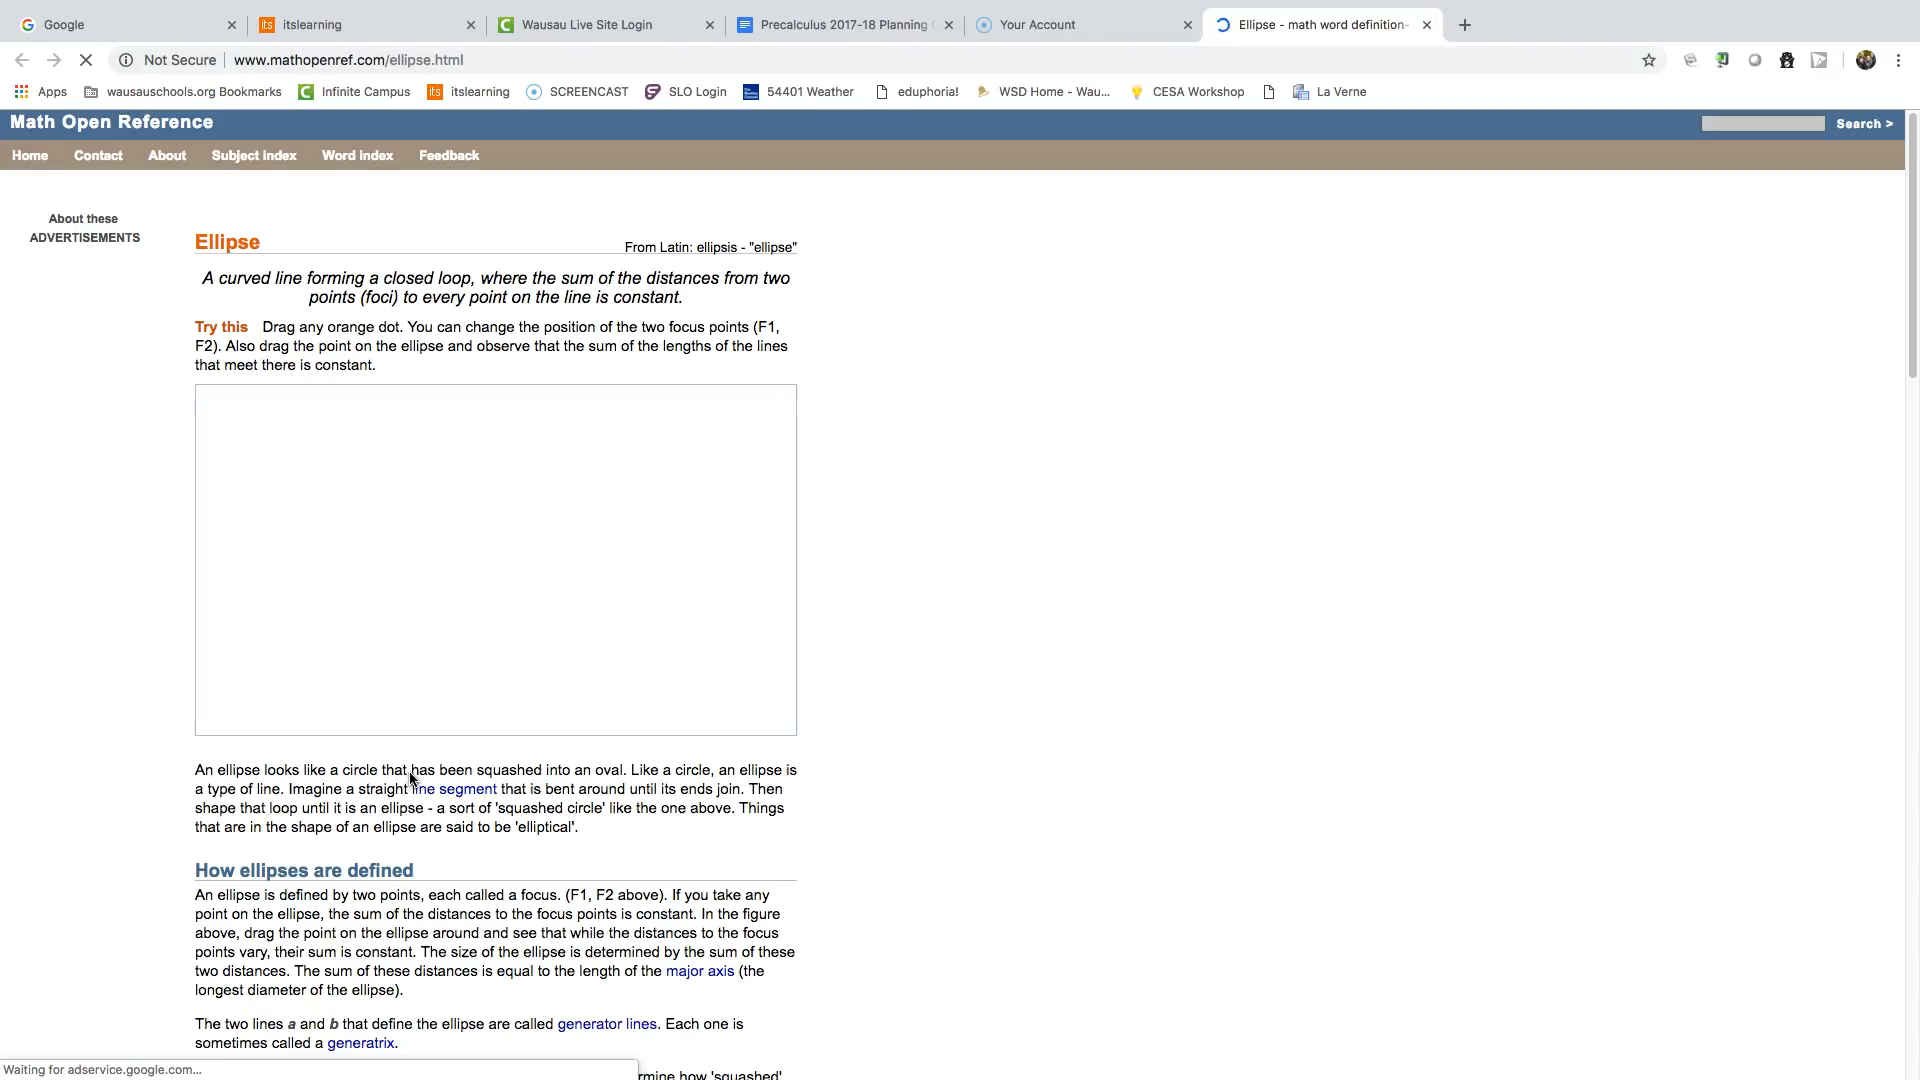 Google
itslearning
Wausau Live Site Login
Precalculus 2017-18 Planning
Your Account
Ellipse - math word definition-
Not Secure www.mathopenref.com/ellipse.html
Apps wausauschools.org Bookmarks Infinite Campus its itslearning SCREENCAST SLO Login 54401 Weather eduphoria! WSD Home - Wau... CESA Workshop La Verne
Math Open Reference
Search >
Home Contact About Subject Index Word Index Feedback
About these
ADVERTISEMENTS
Ellipse
From Latin: ellipsis - "ellipse"
A curved line forming a closed loop, where the sum of the distances from two
points (foci) to every point on the line is constant.
Try this Drag any orange dot. You can change the position of the two focus points (F1,
F2). Also drag the point on the ellipse and observe that the sum of the lengths of the lines
that meet there is constant.
An ellipse looks like a circle that has been squashed into an oval. Like a circle, an ellipse is
a type of line. Imagine a straight line segment that is bent around until its ends join. Then
shape that loop until it is an ellipse - a sort of 'squashed circle' like the one above. Things
that are in the shape of an ellipse are said to be 'elliptical'.
How ellipses are defined
An ellipse is defined by two points, each called a focus. (F1, F2 above). If you take any
point on the ellipse, the sum of the distances to the focus points is constant. In the figure
above, drag the point on the ellipse around and see that while the distances to the focus
points vary, their sum is constant. The size of the ellipse is determined by the sum of these
two distances. The sum of these distances is equal to the length of the major axis (the
longest diameter of the ellipse).
The two lines a and b that define the ellipse are called generator lines. Each one is
sometimes called a generatrix.
Waiting for adservice.google.com...
how 'squashed'